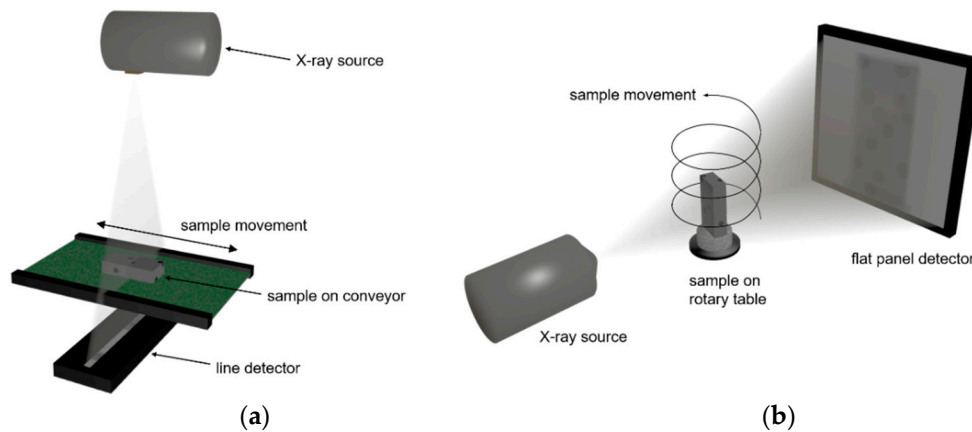 X-ray source
sample movement
sample on conveyor
line detector
(a)
sample movement
flat panel detector
sample on
rotary table
X-ray source
(b)